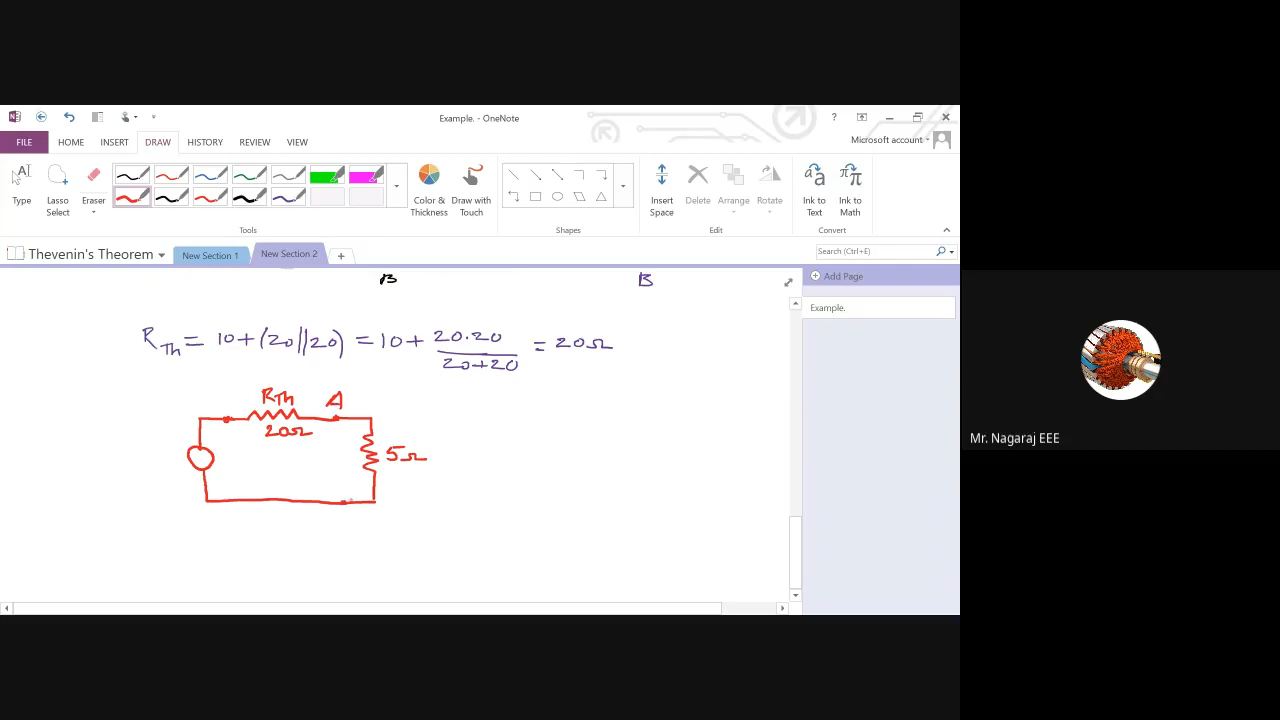 Example. - OneNote
?
FILE HOME INSERT DRAW HISTORY REVIEW VIEW
Microsoft account
Type
Lasso Select
Eraser
Color & Thickness
Draw with Touch
Insert Space
Delete
Arrange
Rotate
Ink to Text
Ink to Math
Tools
Shapes
Edit
Convert
Thevenin's Theorem
New Section 1
New Section 2
Search (Ctrl+E)
Add Page
Example.
B B
R_Th = 10+(20||20) = 10 + 20.20/20+20 = 20Ω
R_Th A
20Ω
5Ω
Mr. Nagaraj EEE